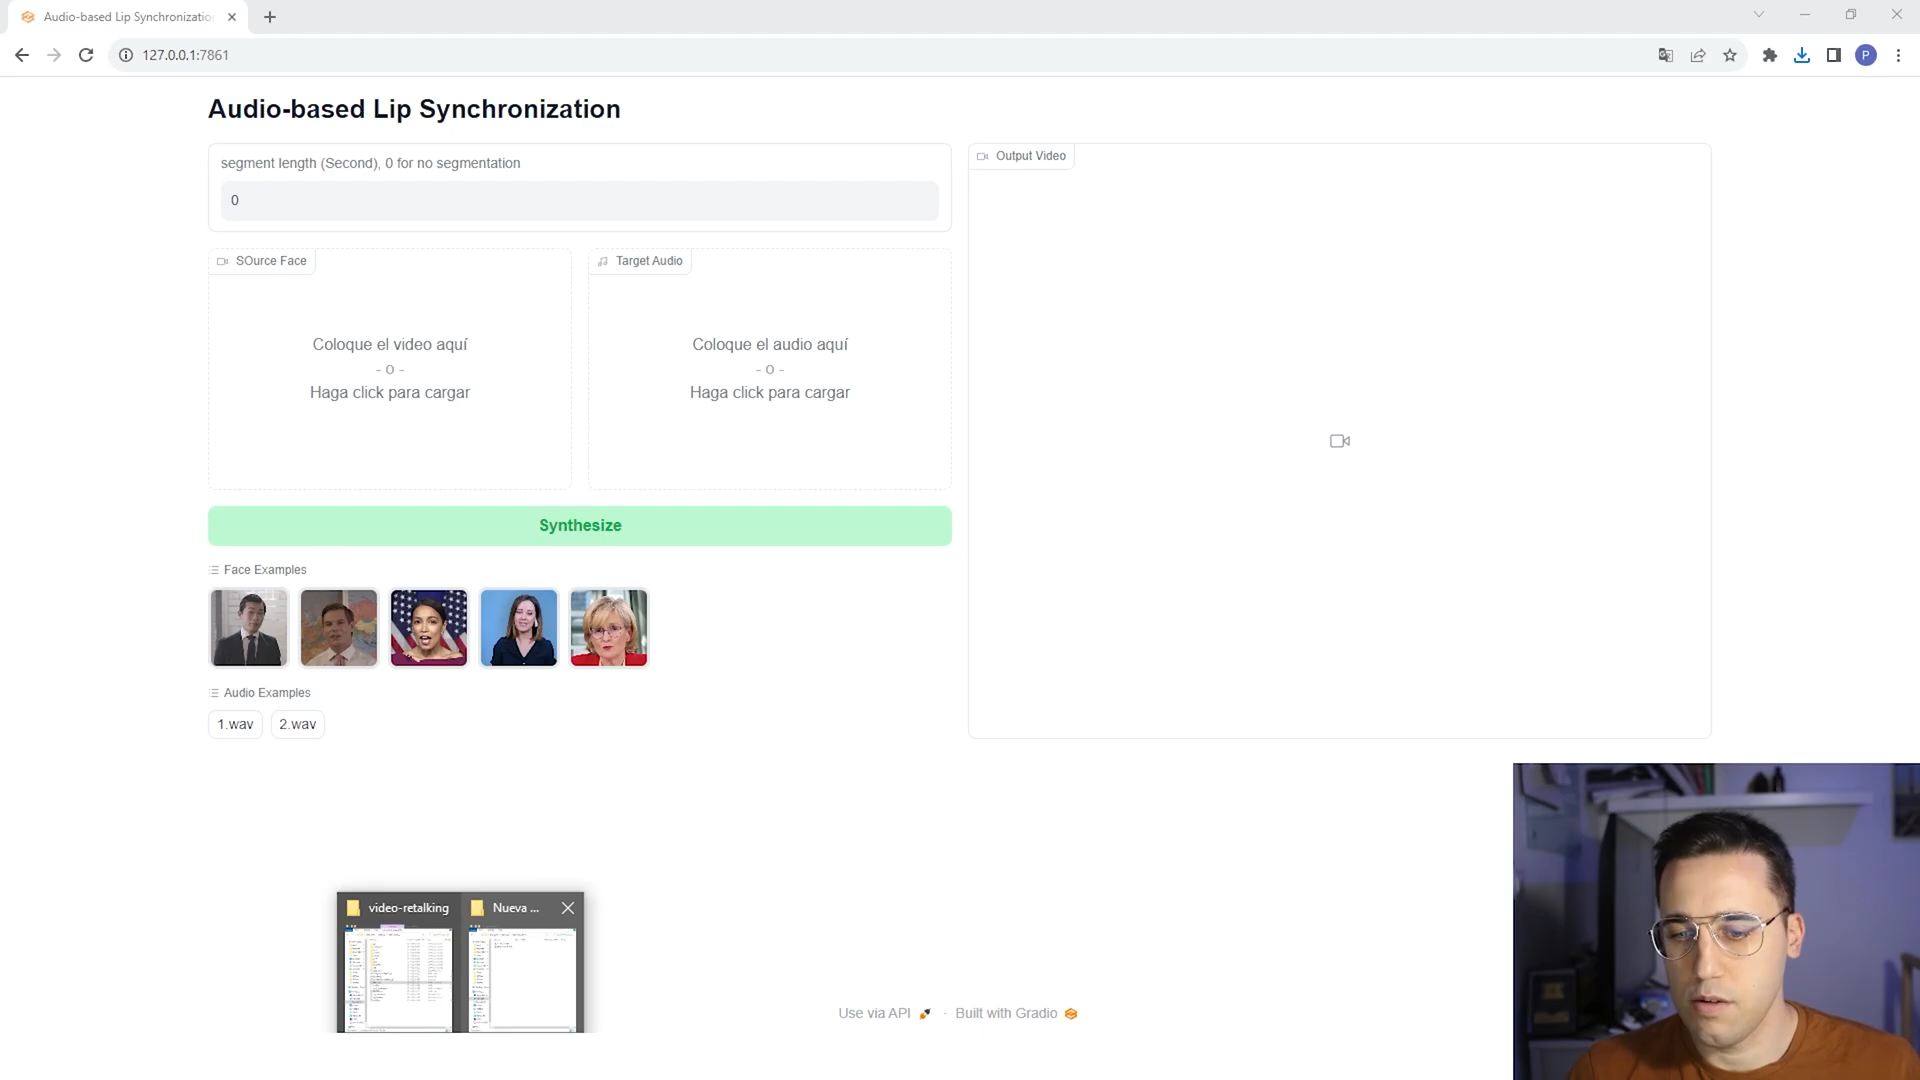 Audio-based Lip Synchronizatio
127.0.0.1:7861
P
Audio-based Lip Synchronization
segment length (Second), 0 for no segmentation
0
SOurce Face
Coloque el video aquí
- o -
Haga click para cargar
Target Audio
Coloque el audio aquí
- o -
Haga click para cargar
Output Video
Synthesize
Face Examples
Audio Examples
1.wav
2.wav
video-retalking
Nueva ...
Use via API · Built with Gradio